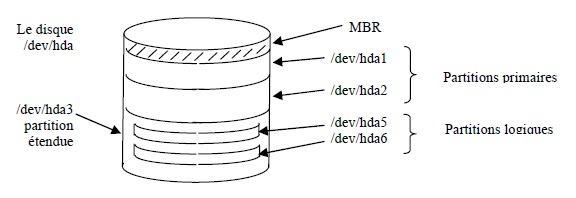 Le disque
/dev/hda
MBR
/dev/hda1
/dev/hda2
Partitions primaires
/dev/hda3
partition
étendue
/dev/hda5
/dev/hda6
Partitions logiques